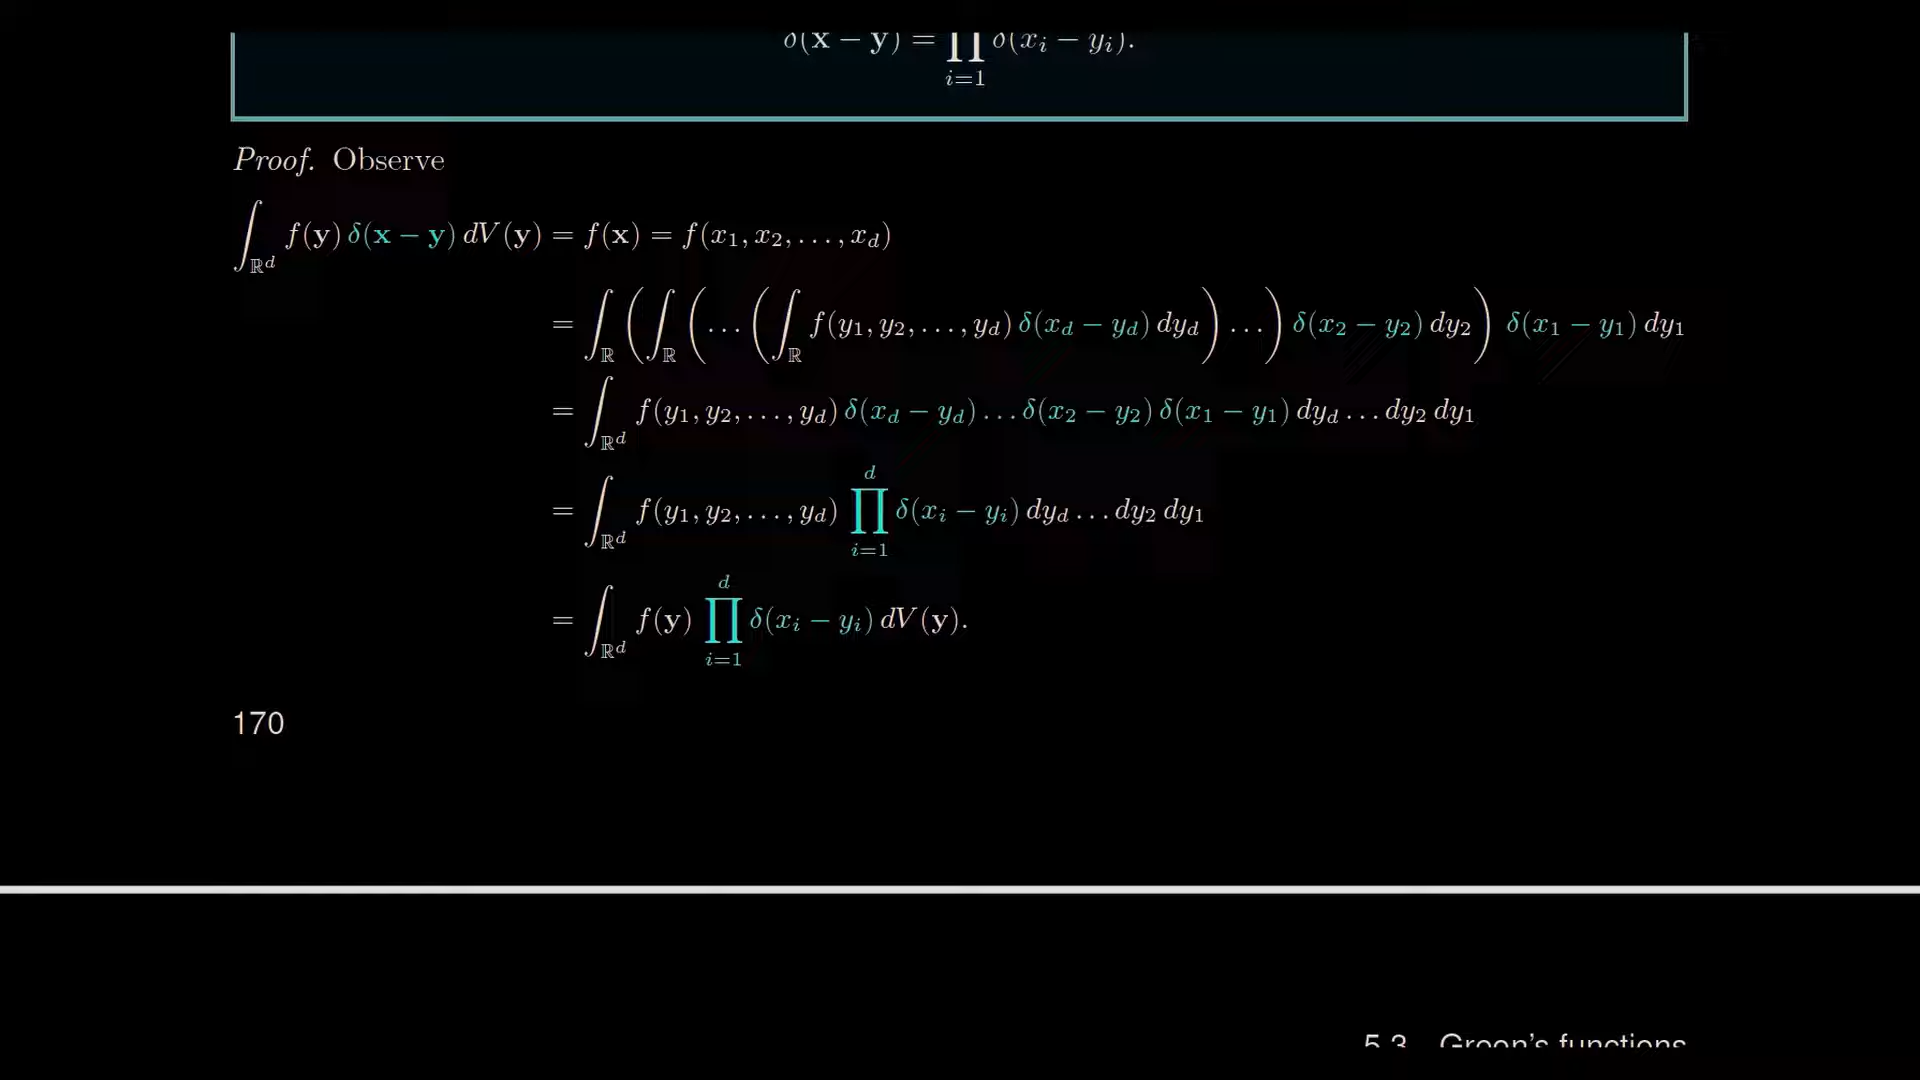 δ(x − y) = ∏_{i=1} δ(x_i − y_i).
Proof. Observe
∫_{ℝ^d} f(y) δ(x − y) dV(y) = f(x) = f(x_1, x_2, . . . , x_d)
= ∫_ℝ (∫_ℝ (. . . (∫_ℝ f(y_1, y_2, . . . , y_d) δ(x_d − y_d) dy_d) . . .) δ(x_2 − y_2) dy_2) δ(x_1 − y_1) dy_1
= ∫_{ℝ^d} f(y_1, y_2, . . . , y_d) δ(x_d − y_d) . . . δ(x_2 − y_2) δ(x_1 − y_1) dy_d . . . dy_2 dy_1
= ∫_{ℝ^d} f(y_1, y_2, . . . , y_d) ∏_{i=1}^{d} δ(x_i − y_i) dy_d . . . dy_2 dy_1
= ∫_{ℝ^d} f(y) ∏_{i=1}^{d} δ(x_i − y_i) dV(y).
170
5.3 Green's functions